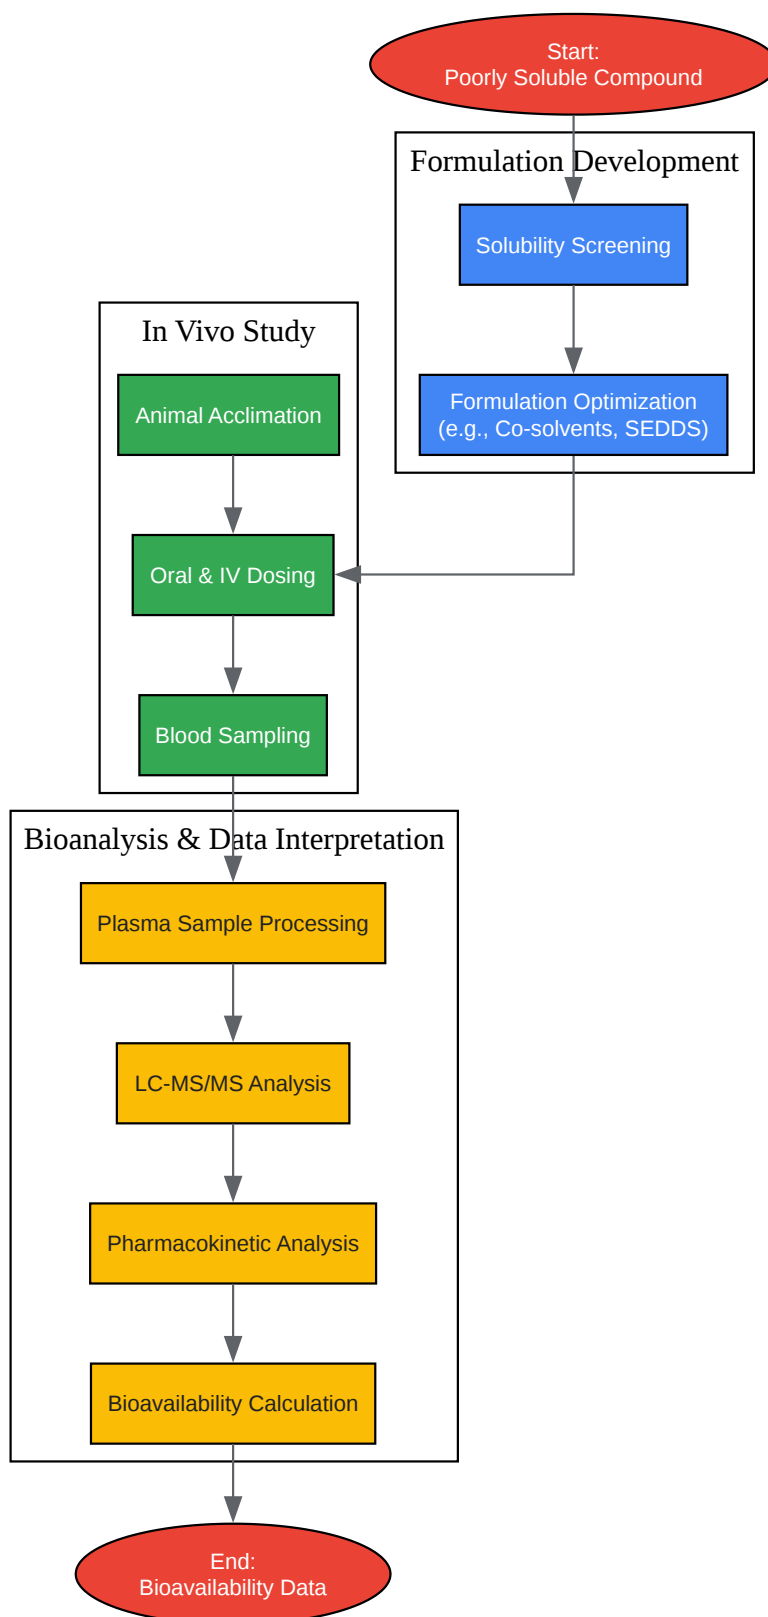 Start:
Poorly Soluble Compound
Formulation Development
Solubility Screening
Formulation Optimization
(e.g., Co-solvents, SEDDS)
In Vivo Study
Animal Acclimation
Oral & IV Dosing
Blood Sampling
Bioanalysis & Data Interpretation
Plasma Sample Processing
LC-MS/MS Analysis
Pharmacokinetic Analysis
Bioavailability Calculation
End:
Bioavailability Data